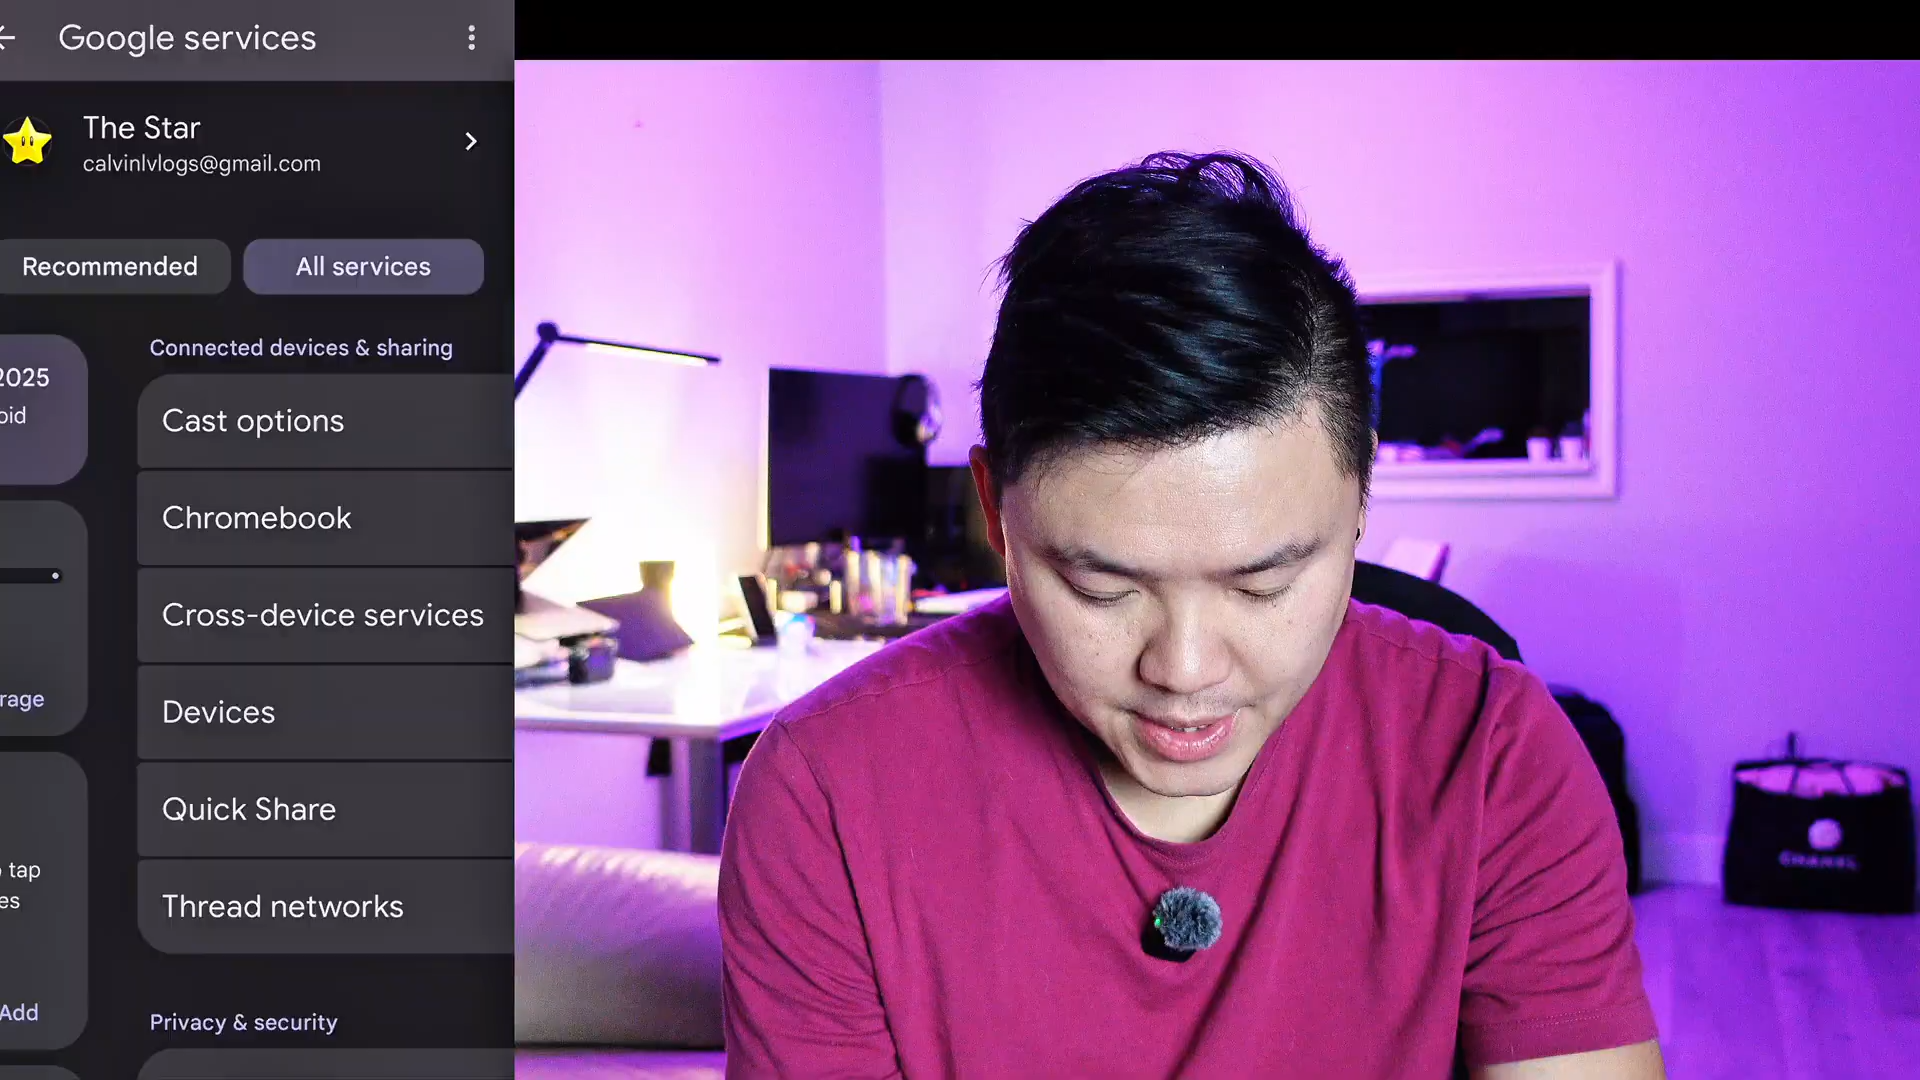 Google services
The Star
calvinlvlogs@gmail.com
Recommended
All services
2025
oid
rage
tap
es
Add
Connected devices & sharing
Cast options
Chromebook
Cross-device services
Devices
Quick Share
Thread networks
Privacy & security
CHANEL